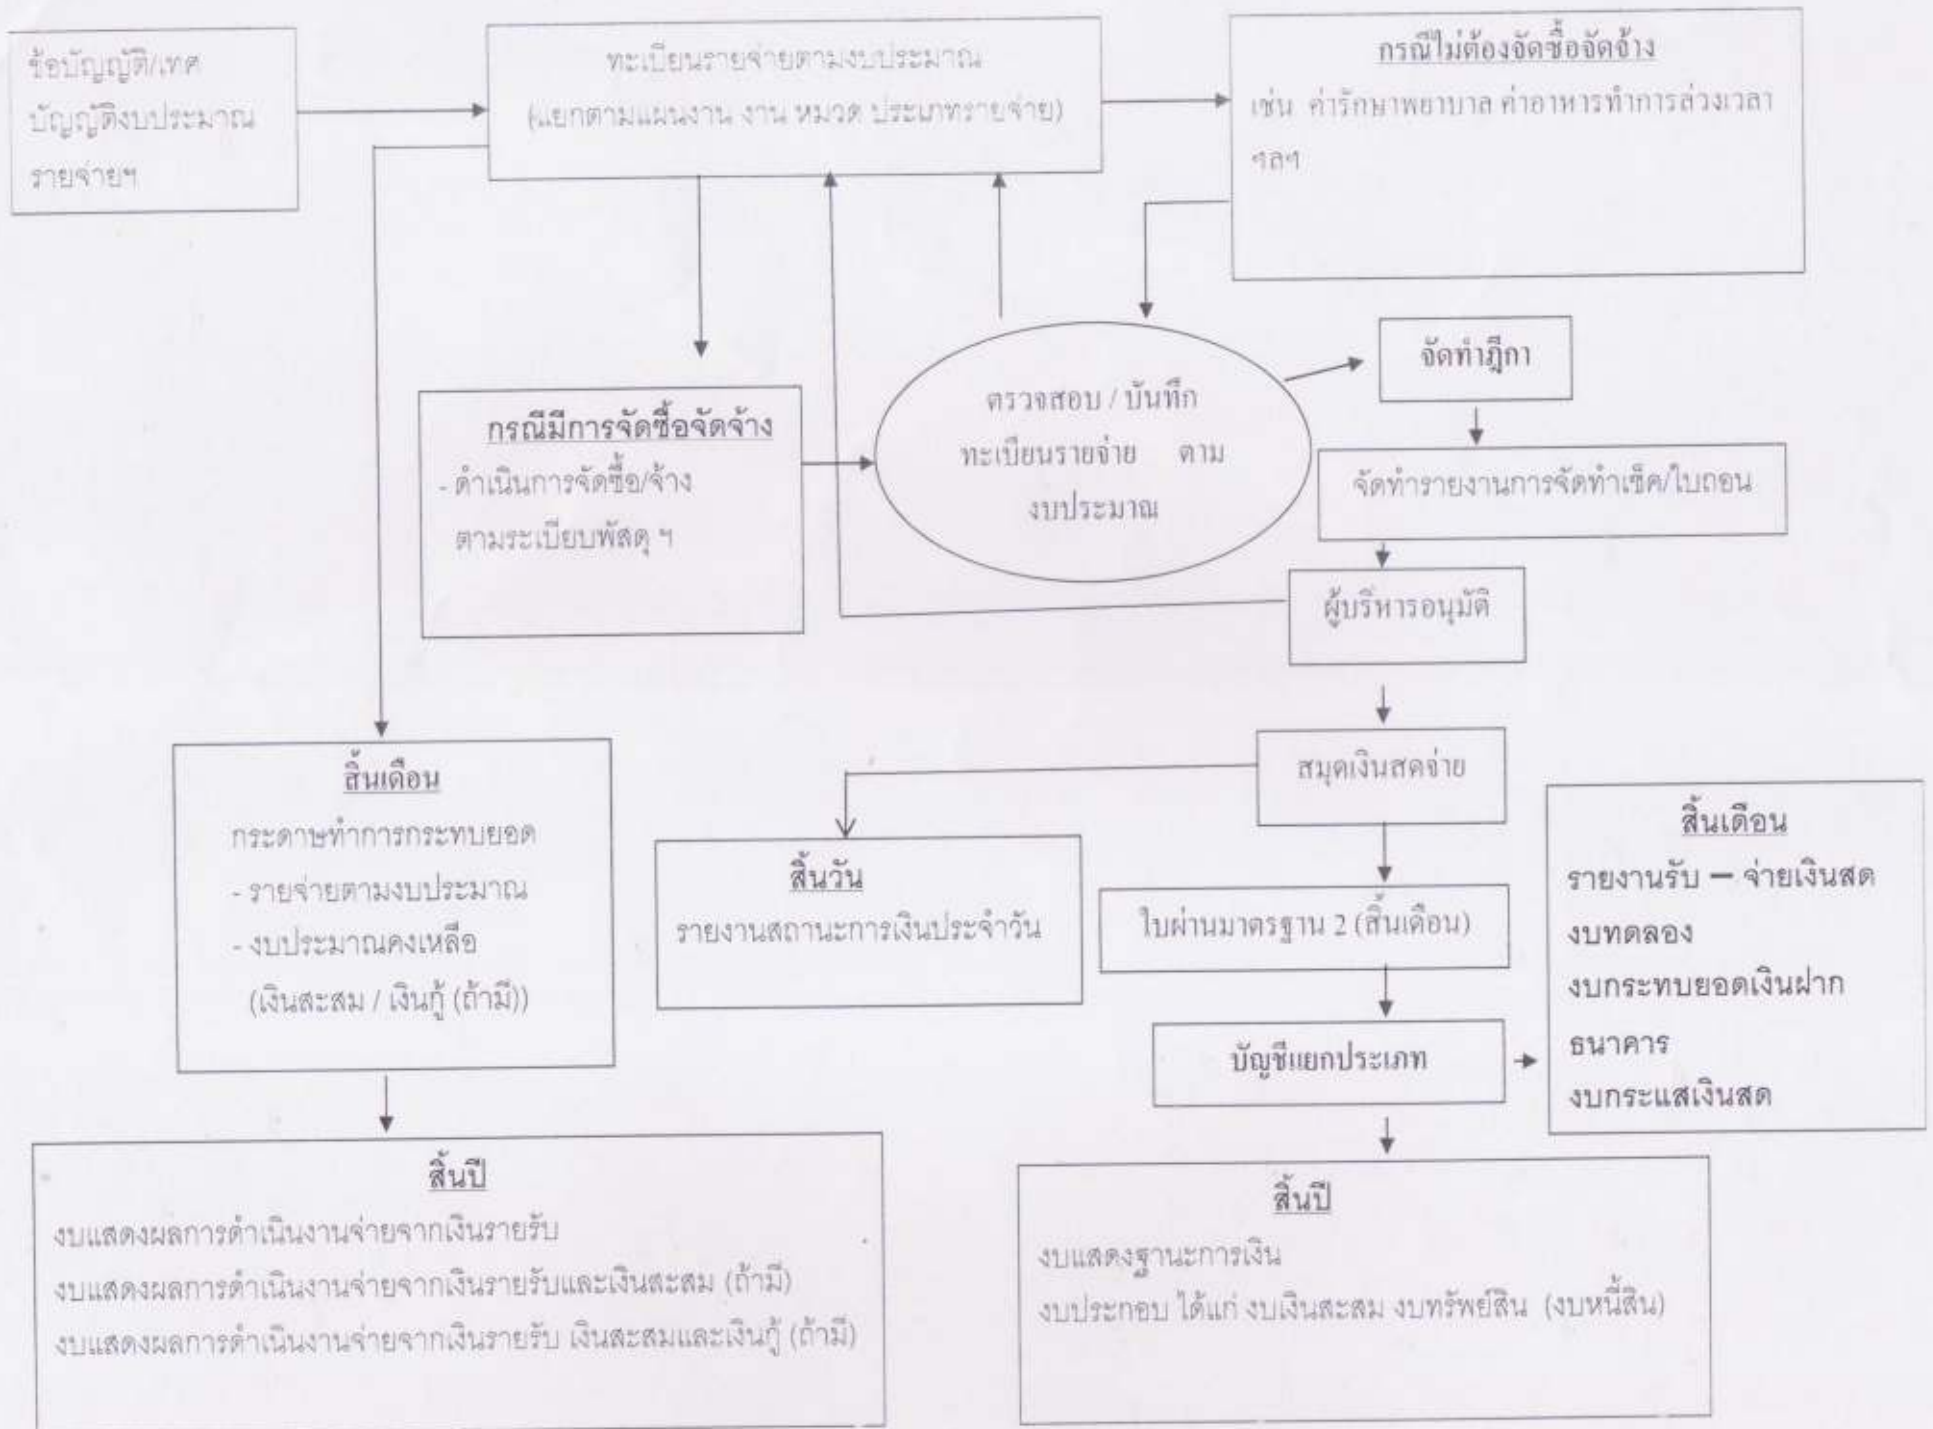 ข้อบัญญัติ/เทศ
บัญญัติงบประมาณ
รายจ่ายฯ
ทะเบียนรายจ่ายตามงบประมาณ
(แยกตามแผนงาน งาน หมวด ประเภทรายจ่าย)
กรณีไม่ต้องจัดซื้อจัดจ้าง
เช่น ค่ารักษาพยาบาล ค่าอาหารทำการล่วงเวลา
ฯลฯ
กรณีมีการจัดซื้อจัดจ้าง
- ดำเนินการจัดซื้อ/จ้าง
ตามระเบียบพัสดุ ฯ
ตรวจสอบ / บันทึก
ทะเบียนรายจ่าย ตาม
งบประมาณ
จัดทำฎีกา
จัดทำรายงานการจัดทำเช็ค/ใบถอน
ผู้บริหารอนุมัติ
สมุดเงินสดจ่าย
สิ้นเดือน
กระดาษทำการกระทบยอด
- รายจ่ายตามงบประมาณ
- งบประมาณคงเหลือ
(เงินสะสม / เงินกู้ (ถ้ามี))
สิ้นวัน
รายงานสถานะการเงินประจำวัน
ใบผ่านมาตรฐาน 2 (สิ้นเดือน)
บัญชีแยกประเภท
สิ้นเดือน
รายงานรับ – จ่ายเงินสด
งบทดลอง
งบกระทบยอดเงินฝาก
ธนาคาร
งบกระแสเงินสด
สิ้นปี
งบแสดงผลการดำเนินงานจ่ายจากเงินรายรับ
งบแสดงผลการดำเนินงานจ่ายจากเงินรายรับและเงินสะสม (ถ้ามี)
งบแสดงผลการดำเนินงานจ่ายจากเงินรายรับ เงินสะสมและเงินกู้ (ถ้ามี)
สิ้นปี
งบแสดงฐานะการเงิน
งบประกอบ ได้แก่ งบเงินสะสม งบทรัพย์สิน (งบหนี้สิน)